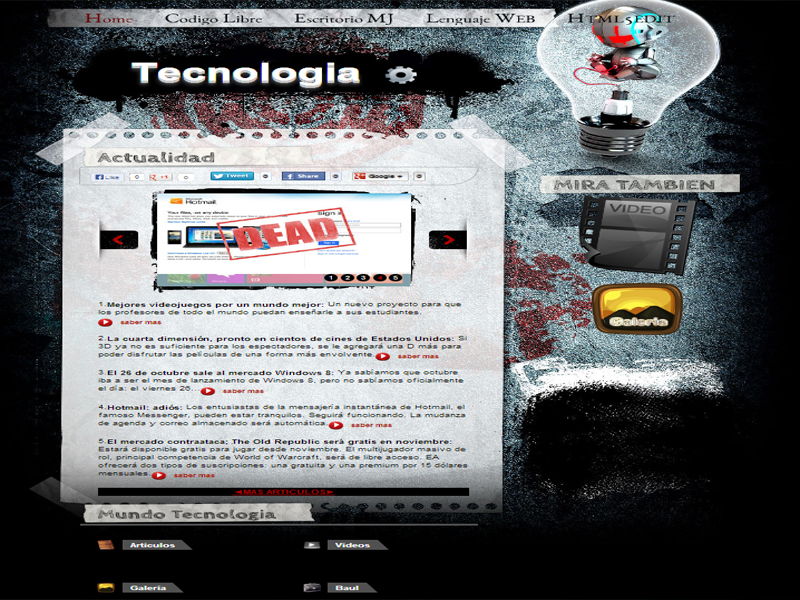 Home Codigo Libre Escritorio MJ Lenguaje WEB HTML5EDIT
Tecnologia
Actualidad
Like 0 +1 0 Tweet 0 Share 0 Google + 0
MIRA TAMBIEN
VIDEO
Hotmail
DEAD
1 2 3 4 5
Galeria
1.Mejores videojuegos por un mundo mejor: Un nuevo proyecto para que
los profesores de todo el mundo puedan enseñarle a sus estudiantes.
saber mas
2.La cuarta dimensión, pronto en cientos de cines de Estados Unidos: Si
3D ya no es suficiente para los espectadores, se le agregará una D más para
poder disfrutar las películas de una forma más envolvente. saber mas
3.El 26 de octubre sale al mercado Windows 8: Ya sabíamos que octubre
iba a ser el mes de lanzamiento de Windows 8, pero no sabíamos oficialmente
el día: el viernes 26... saber mas
4.Hotmail: adiós: Los entusiastas de la mensajería instantánea de Hotmail, el
famoso Messenger, pueden estar tranquilos. Seguirá funcionando. La mudanza
de agenda y correo almacenado será automática. saber mas
5.El mercado contraataca; The Old Republic será gratis en noviembre:
Estará disponible gratis para jugar desde noviembre. El multijugador masivo de
rol, principal competencia de World of Warcraft, será de libre acceso. EA
ofrecerá dos tipos de suscripciones: una gratuita y una premium por 15 dólares
mensuales. saber mas
◄MAS ARTICULOS►
Mundo Tecnologia
Articulos Videos
Galeria Baul